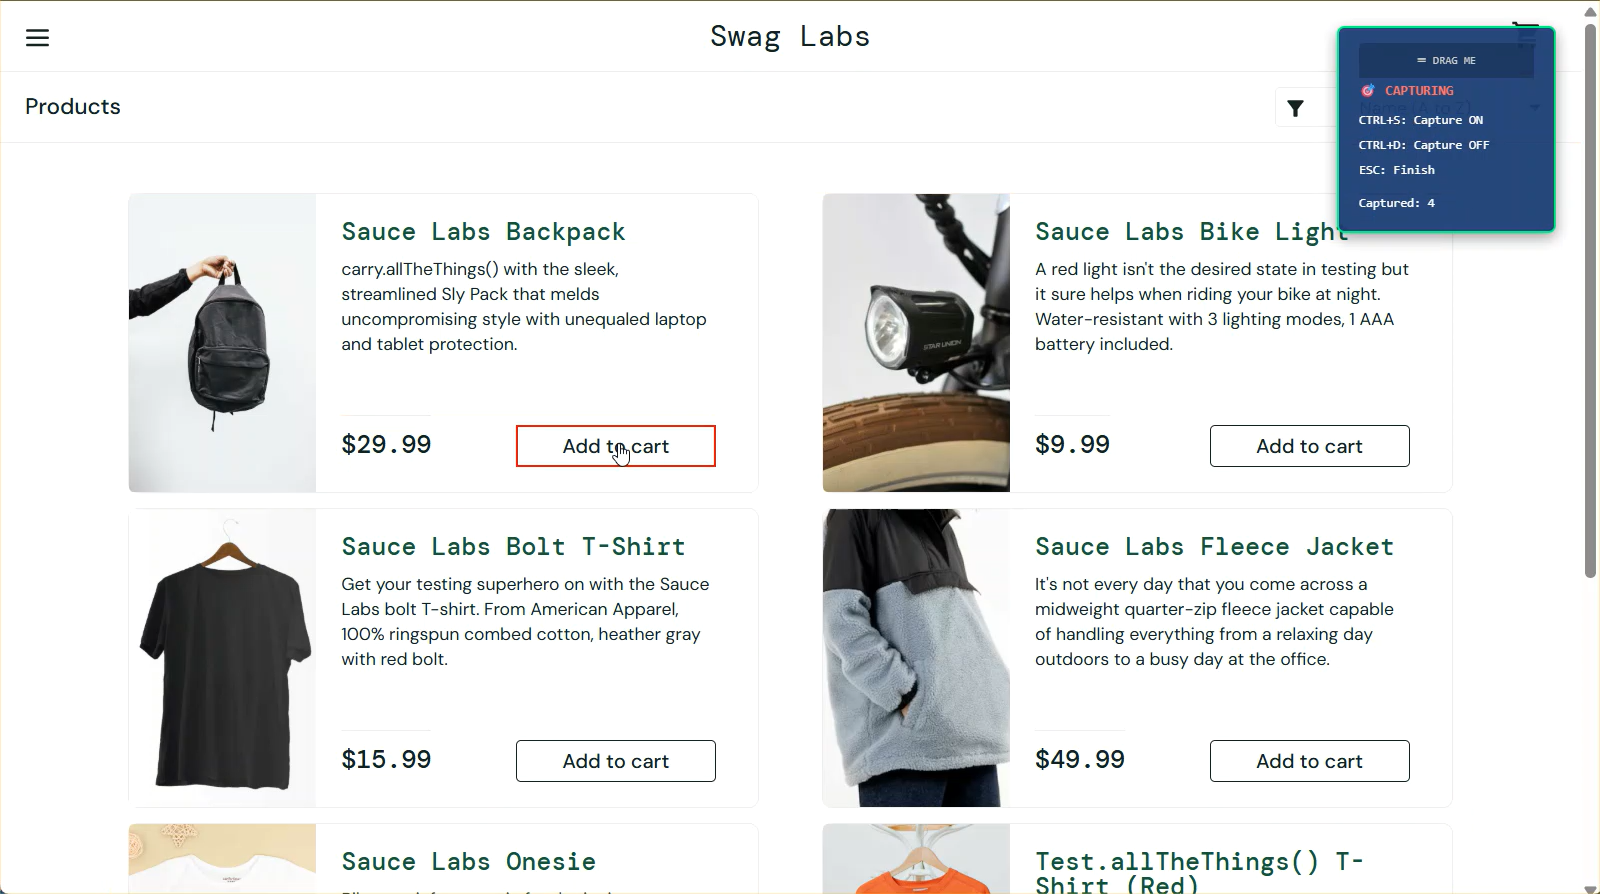 Swag Labs
Products
DRAG ME
CAPTURING
Name (A to Z)
CTRL+S: Capture ON
CTRL+D: Capture OFF
ESC: Finish
Captured: 4
Sauce Labs Backpack
carry.allTheThings() with the sleek,
streamlined Sly Pack that melds
uncompromising style with unequaled laptop
and tablet protection.
$29.99
Add to cart
Sauce Labs Bike Light
A red light isn't the desired state in testing but
it sure helps when riding your bike at night.
Water-resistant with 3 lighting modes, 1 AAA
battery included.
STAR UNION
$9.99
Add to cart
Sauce Labs Bolt T-Shirt
Get your testing superhero on with the Sauce
Labs bolt T-shirt. From American Apparel,
100% ringspun combed cotton, heather gray
with red bolt.
$15.99
Add to cart
Sauce Labs Fleece Jacket
It's not every day that you come across a
midweight quarter-zip fleece jacket capable
of handling everything from a relaxing day
outdoors to a busy day at the office.
$49.99
Add to cart
Sauce Labs Onesie
Test.allTheThings() T-
Shirt (Red)